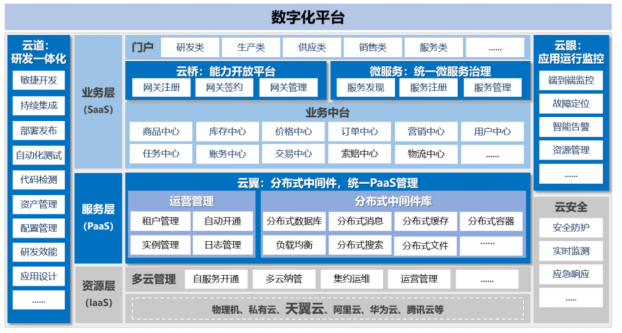 数字化平台
云道：
研发一体化
敏捷开发
持续集成
部署发布
自动化测试
代码检测
资产管理
配置管理
研发效能
应用设计
......
业务层
(SaaS)
门户
研发类
生产类
供应类
销售类
服务类
......
云桥：能力开放平台
网关注册
网关签约
网关管理
微服务：统一微服务治理
服务发现
服务注册
服务管理
业务中台
商品中心
库存中心
价格中心
订单中心
营销中心
用户中心
任务中心
账务中心
交易中心
索赔中心
物流中心
......
服务层
(PaaS)
云翼：分布式中间件，统一PaaS管理
运营管理
租户管理
自动开通
实例管理
日志管理
分布式中间件库
分布式数据库
分布式消息
分布式缓存
分布式容器
负载均衡
分布式搜索
分布式文件
......
资源层
(IaaS)
多云管理
自服务开通
多云纳管
集约运维
运营管理
......
物理机、私有云、天翼云、阿里云、华为云、腾讯云等
云眼：
应用运行监控
端到端监控
故障定位
智能告警
资源管理
......
云安全
安全防护
实时监测
应急响应
......